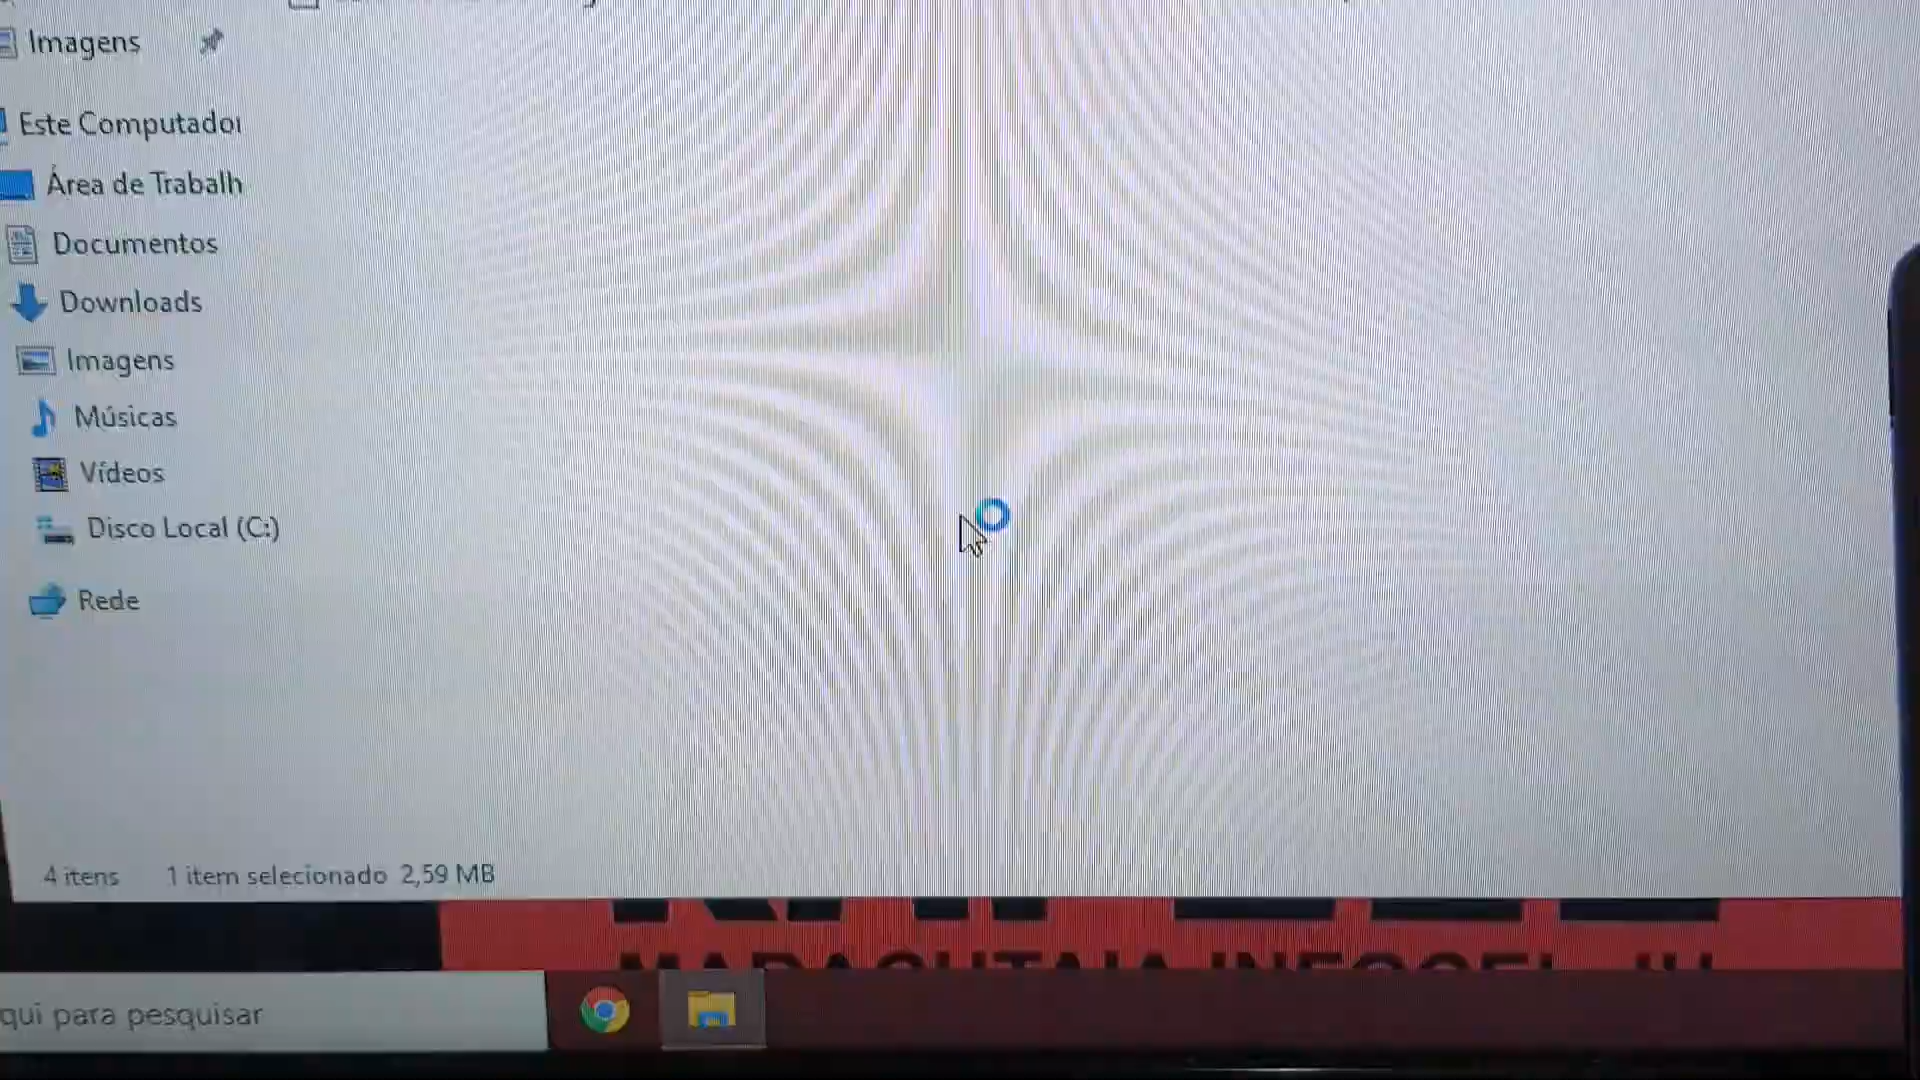 Imagens
Este Computador
Área de Trabalh
Documentos
Downloads
Imagens
Músicas
Vídeos
Disco Local (C:)
Rede
4 itens 1 item selecionado 2,59 MB
qui para pesquisar